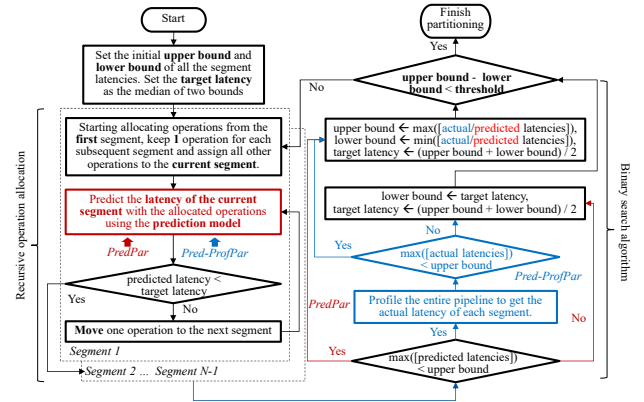 Start
Set the initial upper bound and
lower bound of all the segment
latencies. Set the target latency
as the median of two bounds
Starting allocating operations from the
first segment, keep 1 operation for each
subsequent segment and assign all
other operations to the current segment.
Predict the latency of the current
segment with the allocated operations
using the prediction model
PredPar
Pred-ProfPar
predicted latency <
target latency
Yes
No
Move one operation to the next segment
Segment 1
Segment 2 ... Segment N-1
Recursive operation allocation
Finish
partitioning
Yes
upper bound - lower
bound < threshold
No
upper bound ← max([actual/predicted latencies]),
lower bound ← min([actual/predicted latencies]),
target latency ← (upper bound + lower bound) / 2
lower bound ← target latency,
target latency ← (upper bound + lower bound) / 2
No
Yes
max([actual latencies])
< upper bound
Pred-ProfPar
PredPar
Profile the entire pipeline to get the
actual latency of each segment.
Yes
No
Yes
max([predicted latencies])
< upper bound
Binary search algorithm